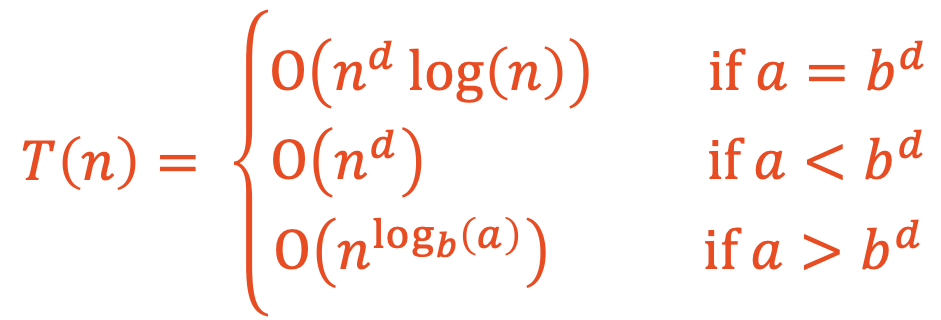 T(n) = { O(n^d log(n)) if a = b^d
O(n^d) if a < b^d
O(n^{log_b(a)}) if a > b^d